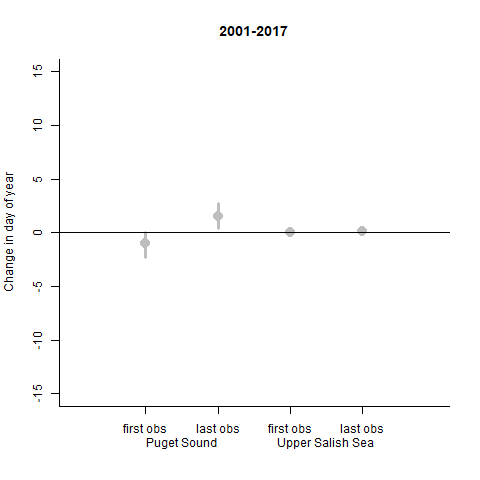 2001-2017
Change in day of year
15
10
5
0
-5
-10
-15
first obs last obs first obs last obs
Puget Sound Upper Salish Sea